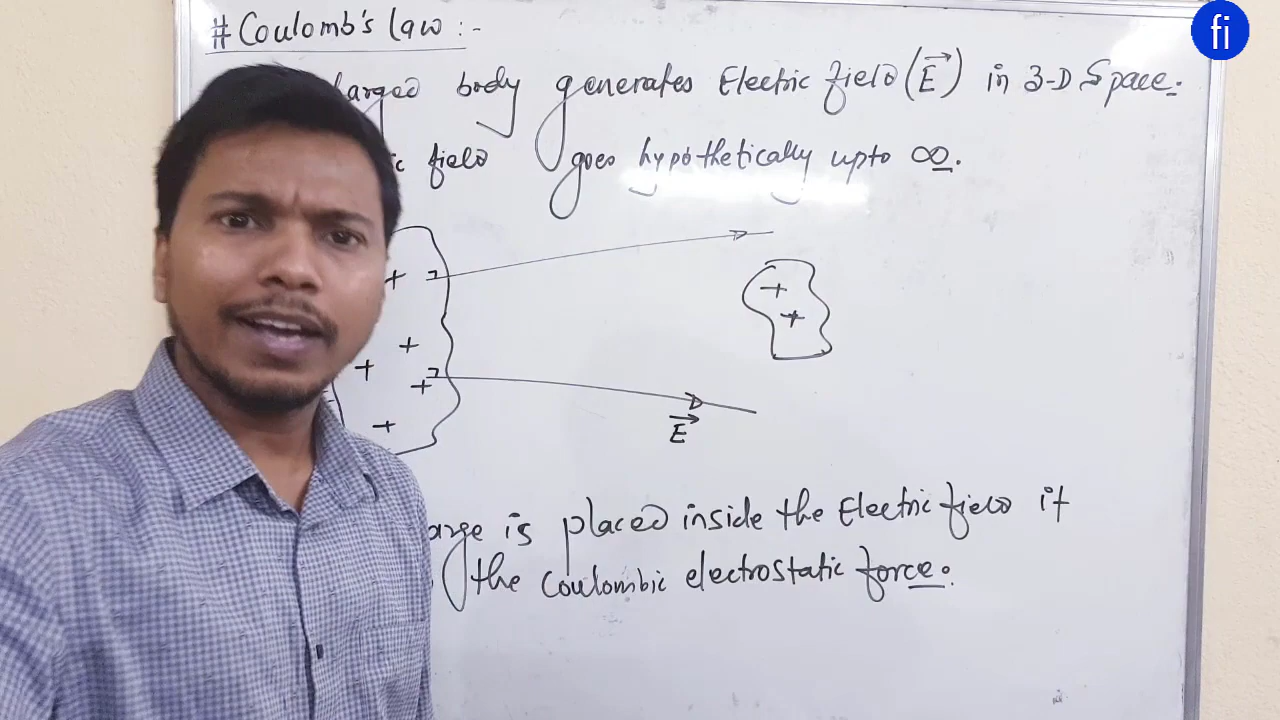 # Coulomb's law :-
fi
body generates Electric field (E) in 3-D Space.
field goes hypothetically upto ∞.
+ +
+ +
+ +
+
+
E
is placed inside the Electric field it
the Coulombic electrostatic force.